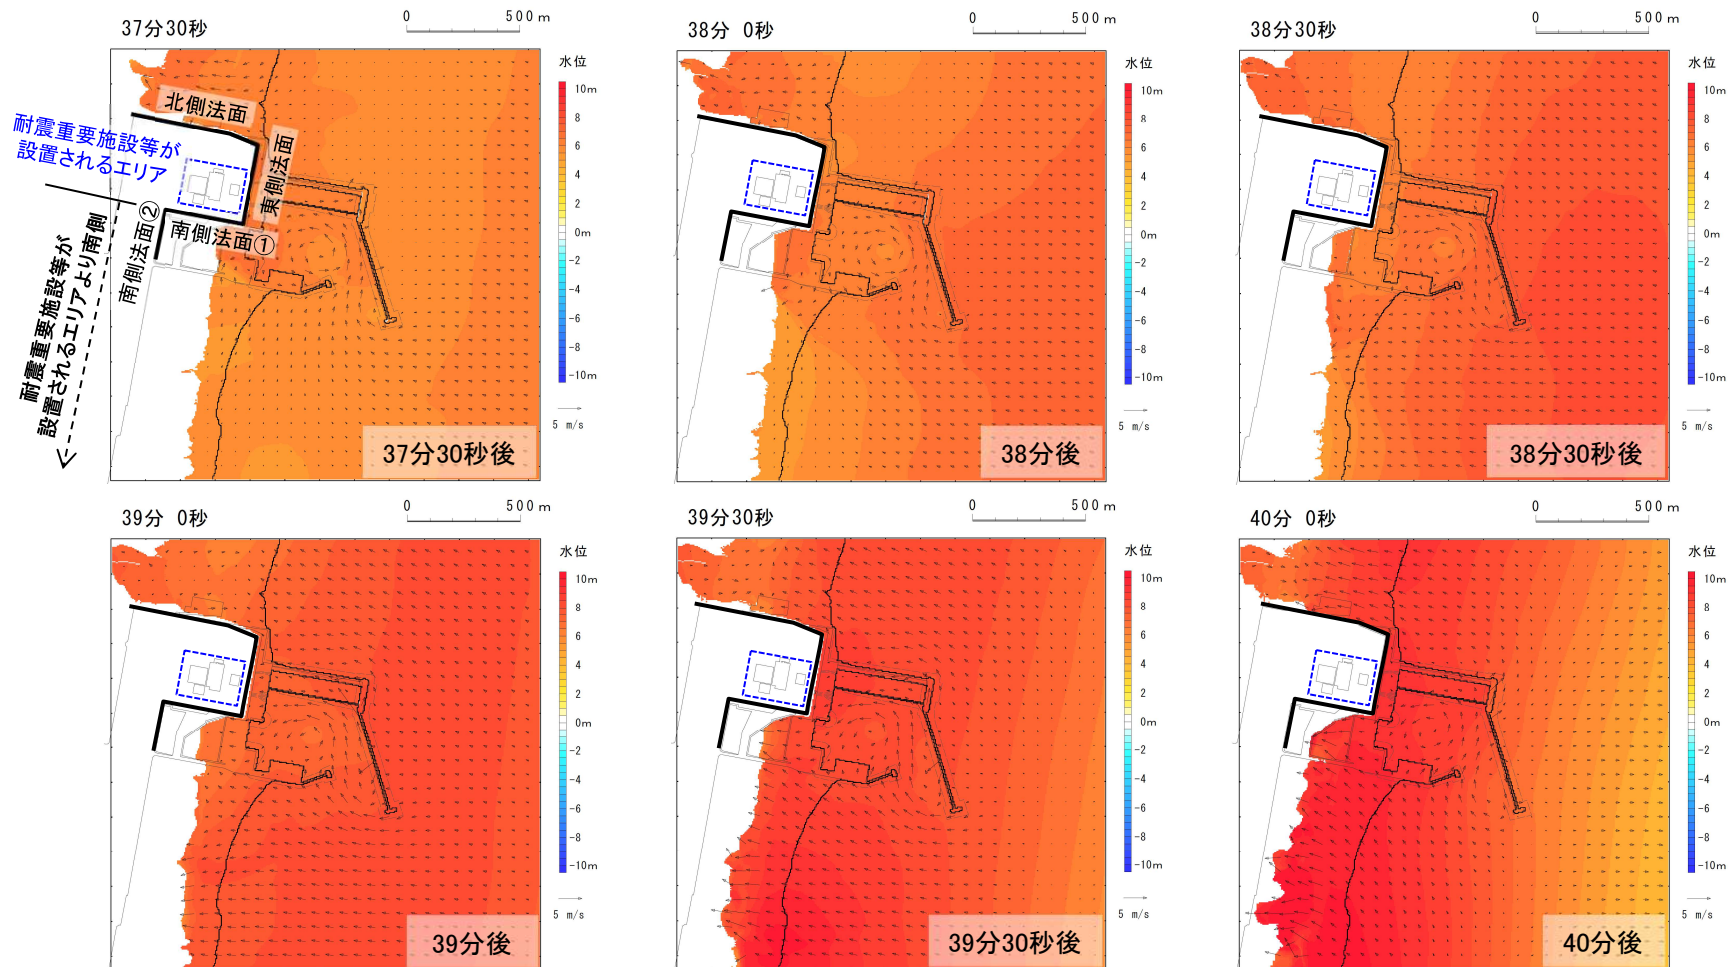 37分30秒
0 500 m
水位
10m
8
6
4
2
0m
-2
-4
-6
-8
-10m
5 m/s
北側法面
東側法面
耐震重要施設等が
設置されるエリア
南側法面①
南側法面②
耐震重要施設等が
設置されるエリアより南側
37分30秒後
38分 0秒
0 500 m
水位
10m
8
6
4
2
0m
-2
-4
-6
-8
-10m
5 m/s
38分後
38分30秒
0 500 m
水位
10m
8
6
4
2
0m
-2
-4
-6
-8
-10m
5 m/s
38分30秒後
39分 0秒
0 500 m
水位
10m
8
6
4
2
0m
-2
-4
-6
-8
-10m
5 m/s
39分後
39分30秒
0 500 m
水位
10m
8
6
4
2
0m
-2
-4
-6
-8
-10m
5 m/s
39分30秒後
40分 0秒
0 500 m
水位
10m
8
6
4
2
0m
-2
-4
-6
-8
-10m
5 m/s
40分後